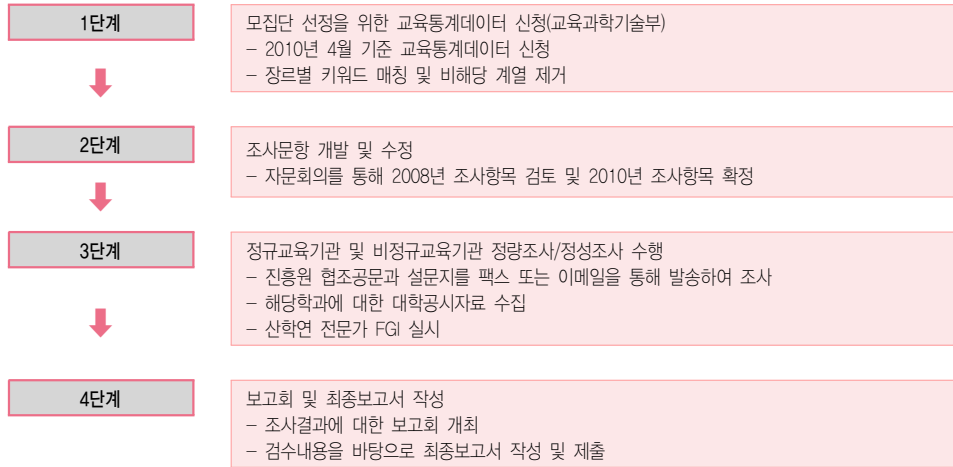 1단계
모집단 선정을 위한 교육통계데이터 신청(교육과학기술부)
− 2010년 4월 기준 교육통계데이터 신청
− 장르별 키워드 매칭 및 비해당 계열 제거
2단계
조사문항 개발 및 수정
− 자문회의를 통해 2008년 조사항목 검토 및 2010년 조사항목 확정
3단계
정규교육기관 및 비정규교육기관 정량조사/정성조사 수행
− 진흥원 협조공문과 설문지를 팩스 또는 이메일을 통해 발송하여 조사
− 해당학과에 대한 대학공시자료 수집
− 산학연 전문가 FGI 실시
4단계
보고회 및 최종보고서 작성
− 조사결과에 대한 보고회 개최
− 검수내용을 바탕으로 최종보고서 작성 및 제출